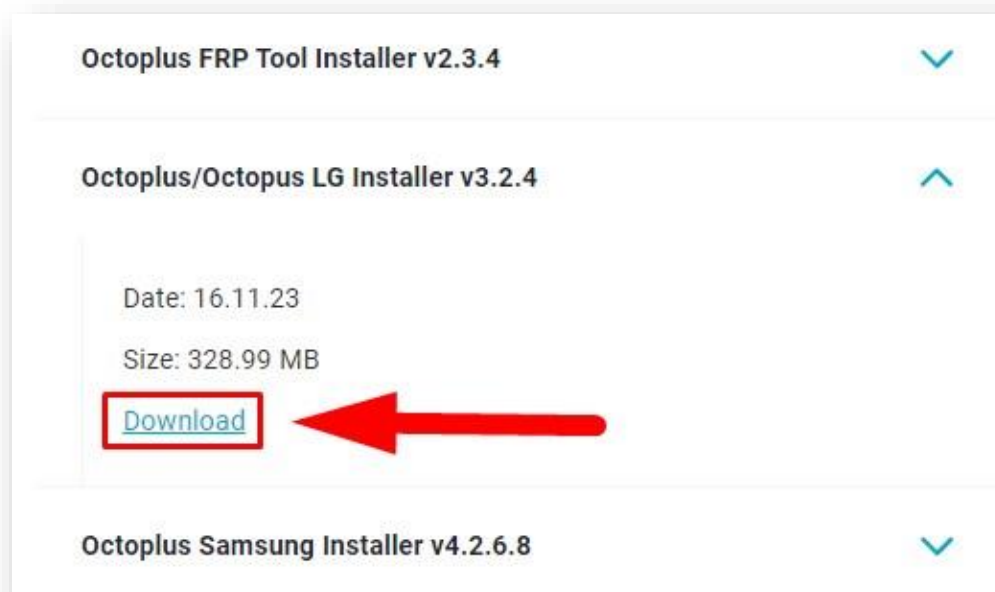 Octoplus FRP Tool Installer v2.3.4
Octoplus/Octopus LG Installer v3.2.4
Date: 16.11.23
Size: 328.99 MB
Download
Octoplus Samsung Installer v4.2.6.8